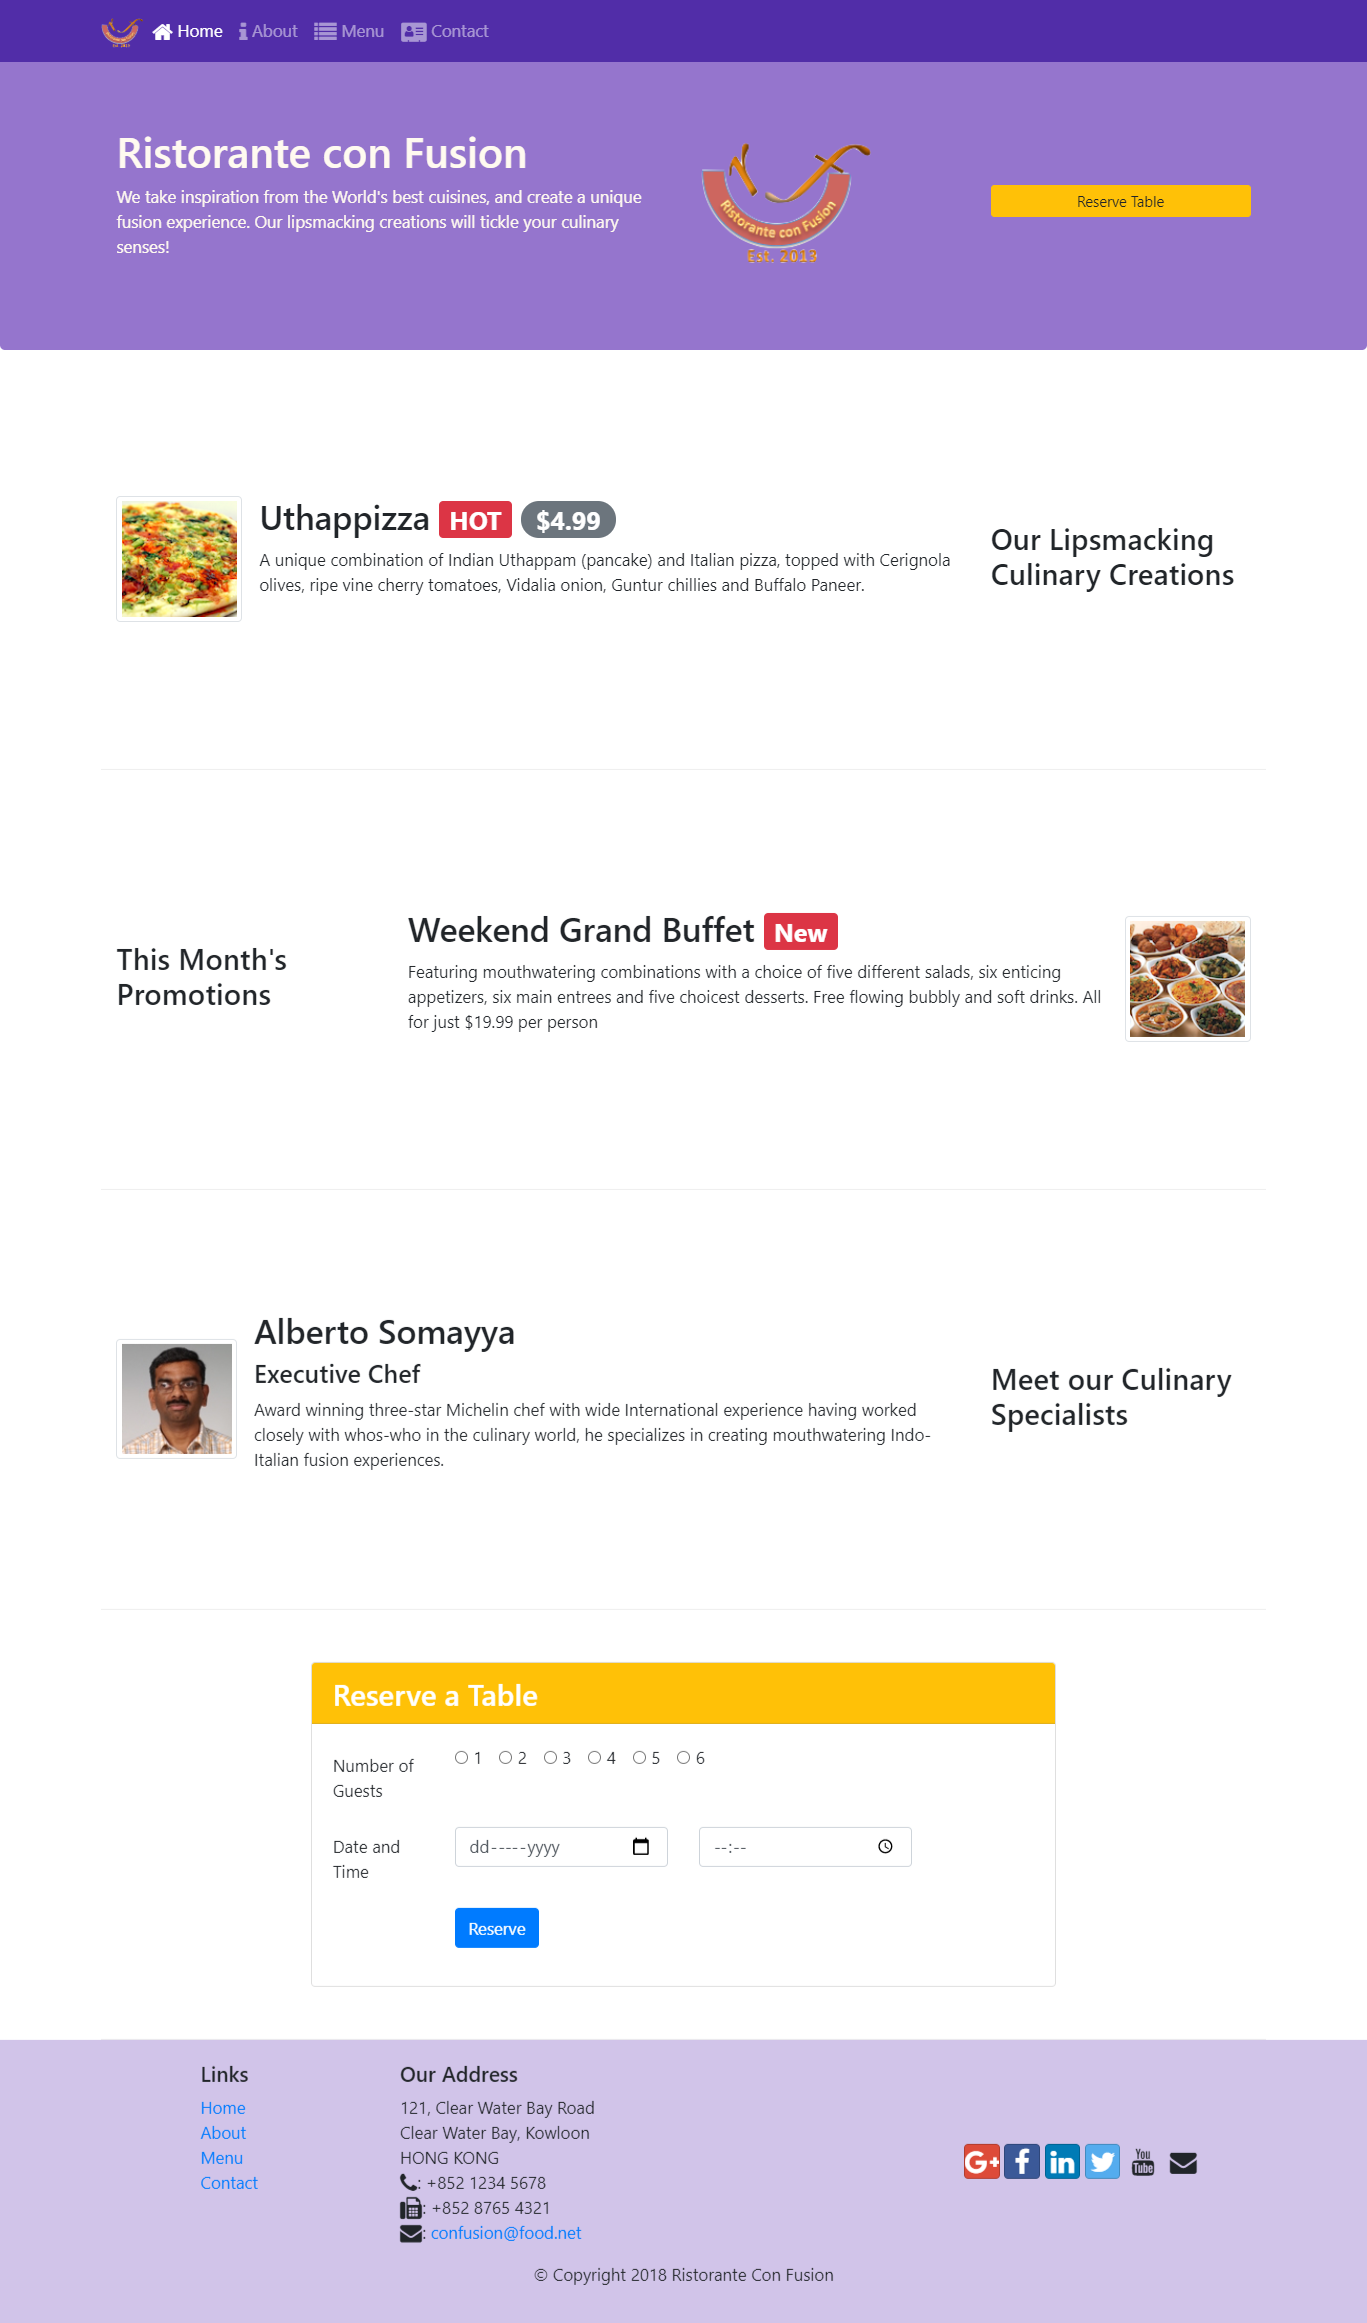 Home About Menu Contact
Ristorante con Fusion
We take inspiration from the World's best cuisines, and create a unique
fusion experience. Our lipsmacking creations will tickle your culinary
senses!
Ristorante con Fusion
Est. 2013
Reserve Table
Uthappizza HOT $4.99
A unique combination of Indian Uthappam (pancake) and Italian pizza, topped with Cerignola
olives, ripe vine cherry tomatoes, Vidalia onion, Guntur chillies and Buffalo Paneer.
Our Lipsmacking
Culinary Creations
This Month's
Promotions
Weekend Grand Buffet New
Featuring mouthwatering combinations with a choice of five different salads, six enticing
appetizers, six main entrees and five choicest desserts. Free flowing bubbly and soft drinks. All
for just $19.99 per person
Alberto Somayya
Executive Chef
Award winning three-star Michelin chef with wide International experience having worked
closely with whos-who in the culinary world, he specializes in creating mouthwatering Indo-
Italian fusion experiences.
Meet our Culinary
Specialists
Reserve a Table
Number of
Guests
1 2 3 4 5 6
Date and
Time
dd-----yyyy
--:--
Reserve
Links
Home
About
Menu
Contact
Our Address
121, Clear Water Bay Road
Clear Water Bay, Kowloon
HONG KONG
: +852 1234 5678
: +852 8765 4321
: confusion@food.net
G+ f in You Tube
© Copyright 2018 Ristorante Con Fusion